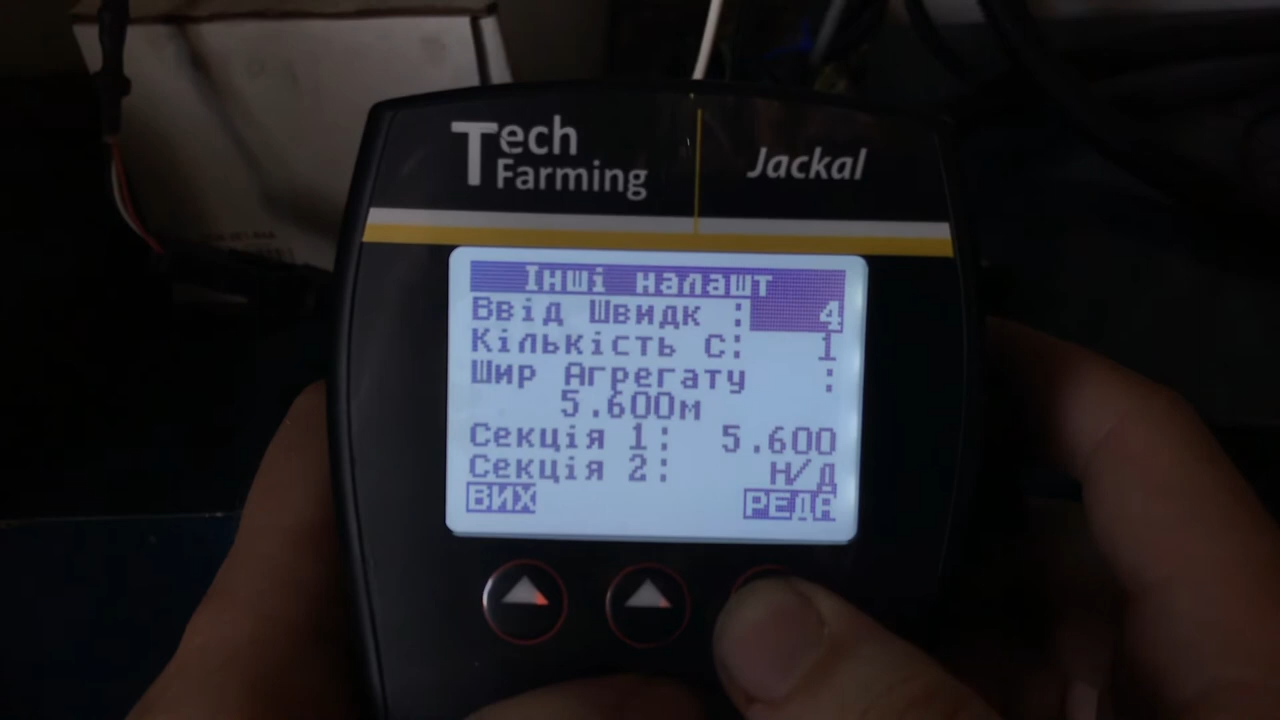 Tech
Farming
Jackal
Інші налашт
Ввід Швидк : 4
Кількість С: 1
Шир Агрегату :
5.600м
Секція 1: 5.600
Секція 2: Н/Д
ВИХ РЕДА